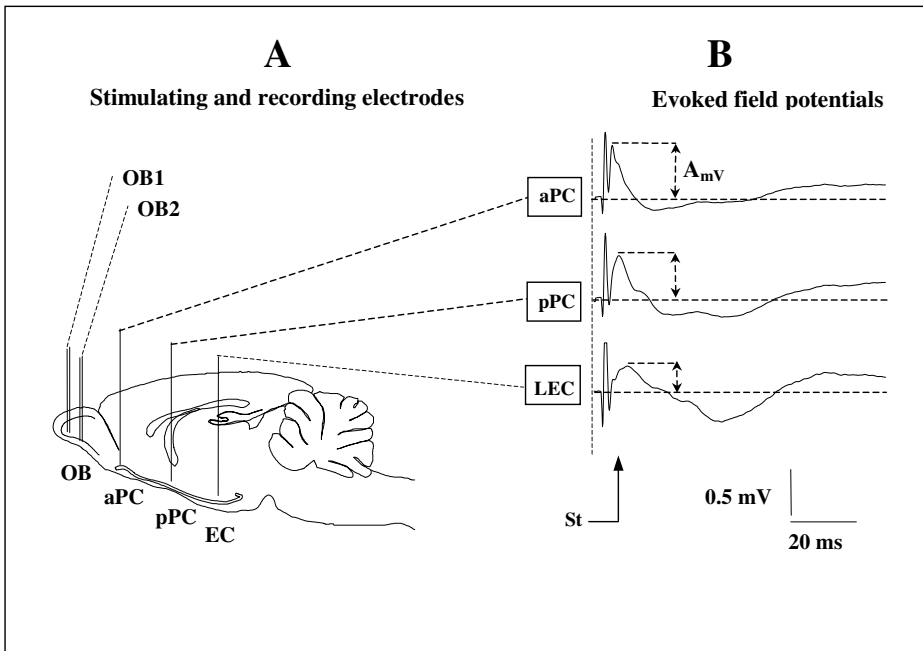 A
Stimulating and recording electrodes
OB1
OB2
OB
aPC
pPC
EC
B
Evoked field potentials
aPC
A mV
pPC
LEC
St
0.5 mV
20 ms